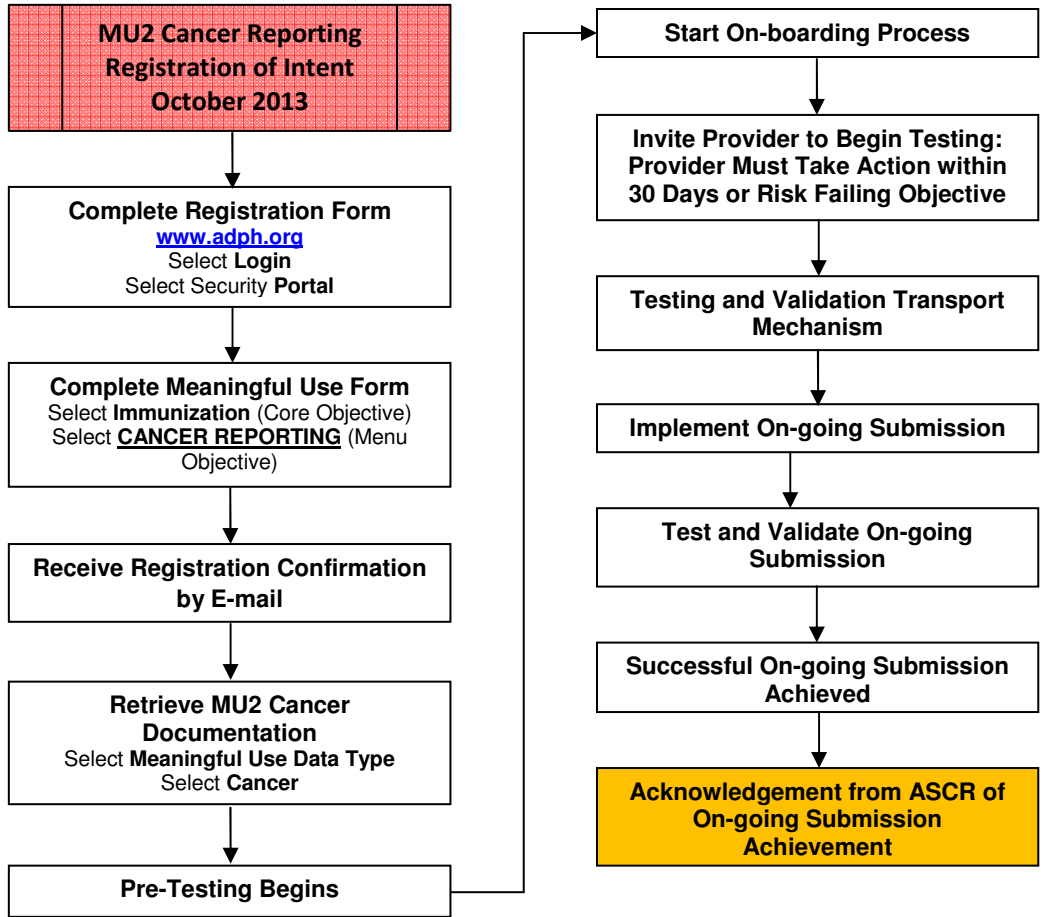 MU2 Cancer Reporting
Registration of Intent
October 2013
Complete Registration Form
www.adph.org
Select Login
Select Security Portal
Complete Meaningful Use Form
Select Immunization (Core Objective)
Select CANCER REPORTING (Menu
Objective)
Receive Registration Confirmation
by E-mail
Retrieve MU2 Cancer
Documentation
Select Meaningful Use Data Type
Select Cancer
Pre-Testing Begins
Start On-boarding Process
Invite Provider to Begin Testing:
Provider Must Take Action within
30 Days or Risk Failing Objective
Testing and Validation Transport
Mechanism
Implement On-going Submission
Test and Validate On-going
Submission
Successful On-going Submission
Achieved
Acknowledgement from ASCR of
On-going Submission
Achievement